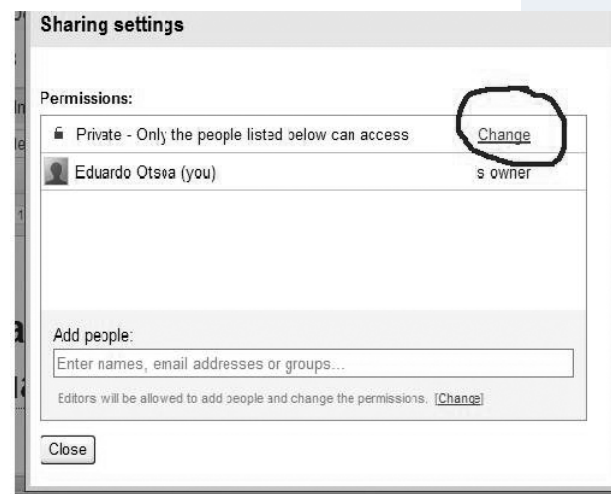 Sharing settings
Permissions:
Private - Only the people listed below can access Change
Eduardo Otsoa (you) s owner
Add people:
Enter names, email addresses or groups...
Editors will be allowed to add people and change the permissions. [Change]
Close